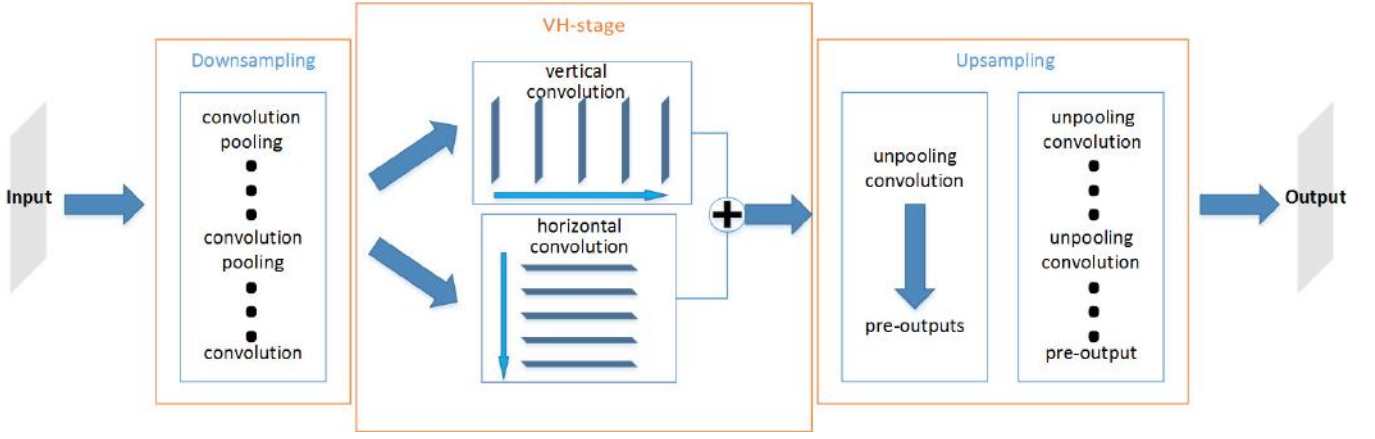 Input
Downsampling
convolution
pooling
convolution
pooling
convolution
VH-stage
vertical
convolution
horizontal
convolution
Upsampling
unpooling
convolution
pre-outputs
unpooling
convolution
unpooling
convolution
pre-output
Output